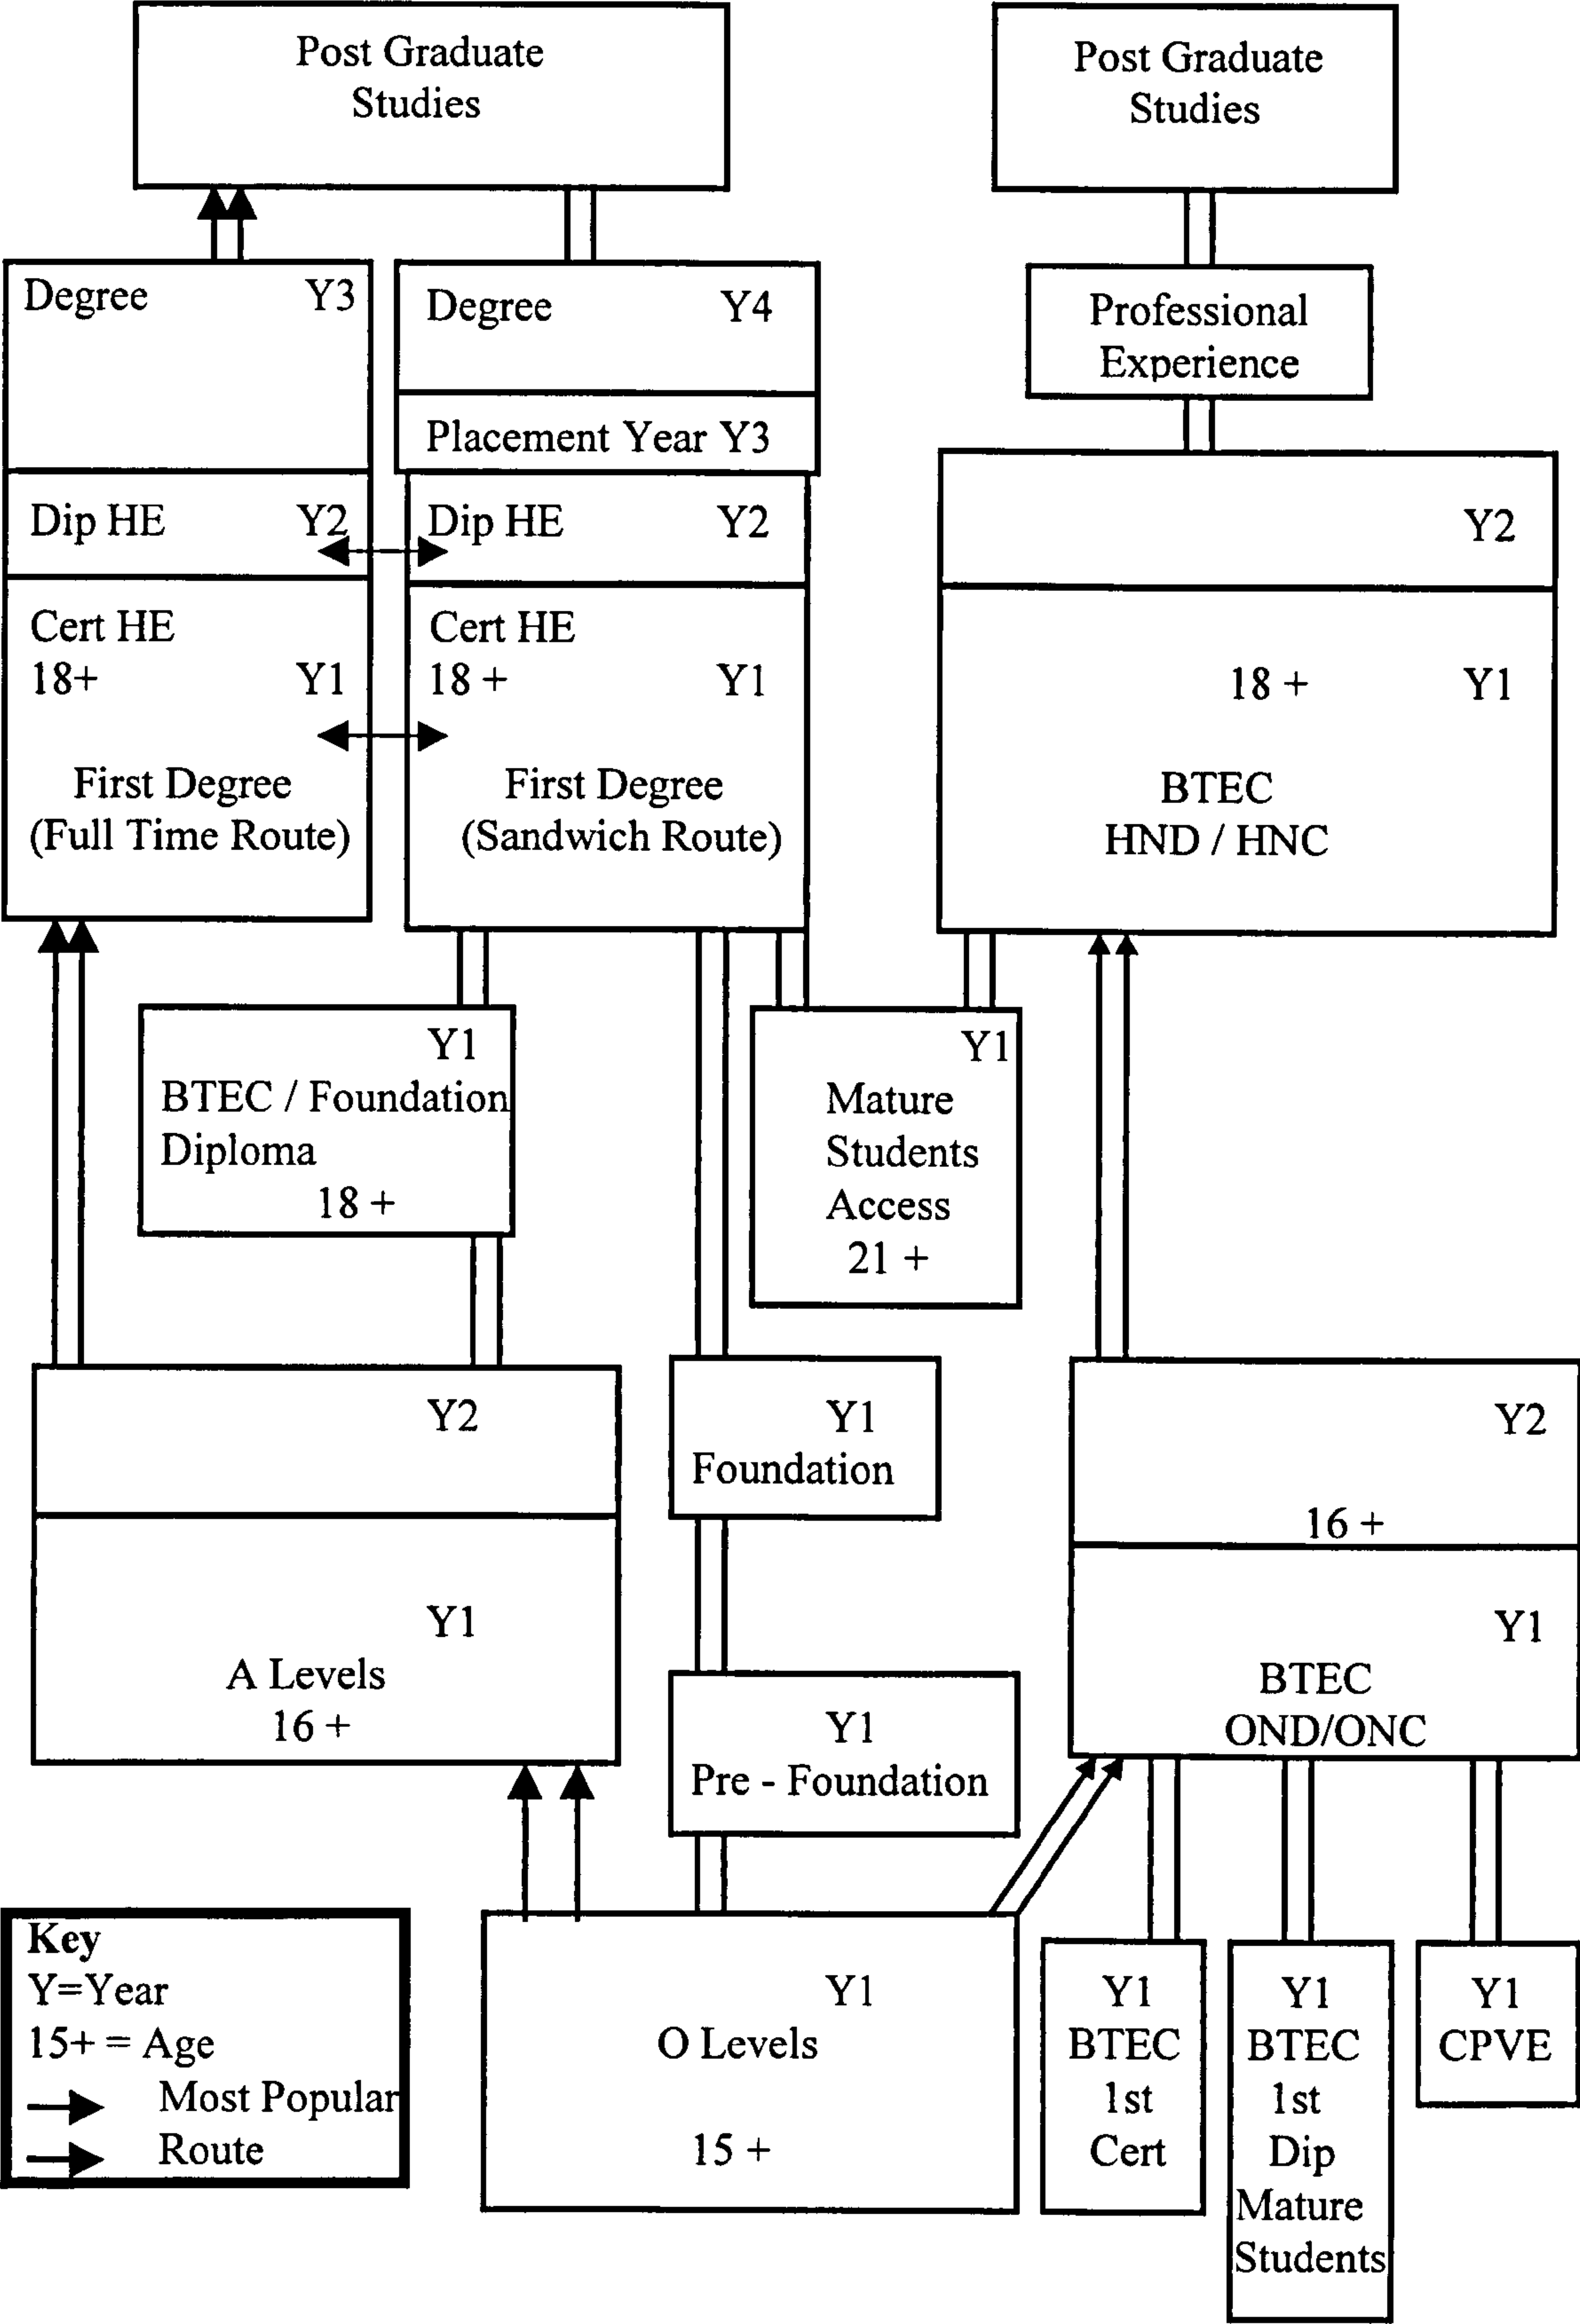 Post Graduate
Studies
Post Graduate
Studies
Degree Y3
Degree Y4
Placement Year Y3
Professional
Experience
Dip HE Y2
Dip HE Y2
Y2
Cert HE
18+ Y1
First Degree
(Full Time Route)
Cert HE
18 + Y1
First Degree
(Sandwich Route)
18 + Y1
BTEC
HND / HNC
Y1
BTEC / Foundation
Diploma
18 +
Y1
Mature
Students
Access
21 +
Y2
Y1
A Levels
16 +
Y1
Foundation
Y1
Pre - Foundation
Y2
16 +
Y1
BTEC
OND/ONC
Key
Y=Year
15+ = Age
Most Popular
Route
Y1
O Levels
15 +
Y1
BTEC
1st
Cert
Y1
BTEC
1st
Dip
Mature
Students
Y1
CPVE